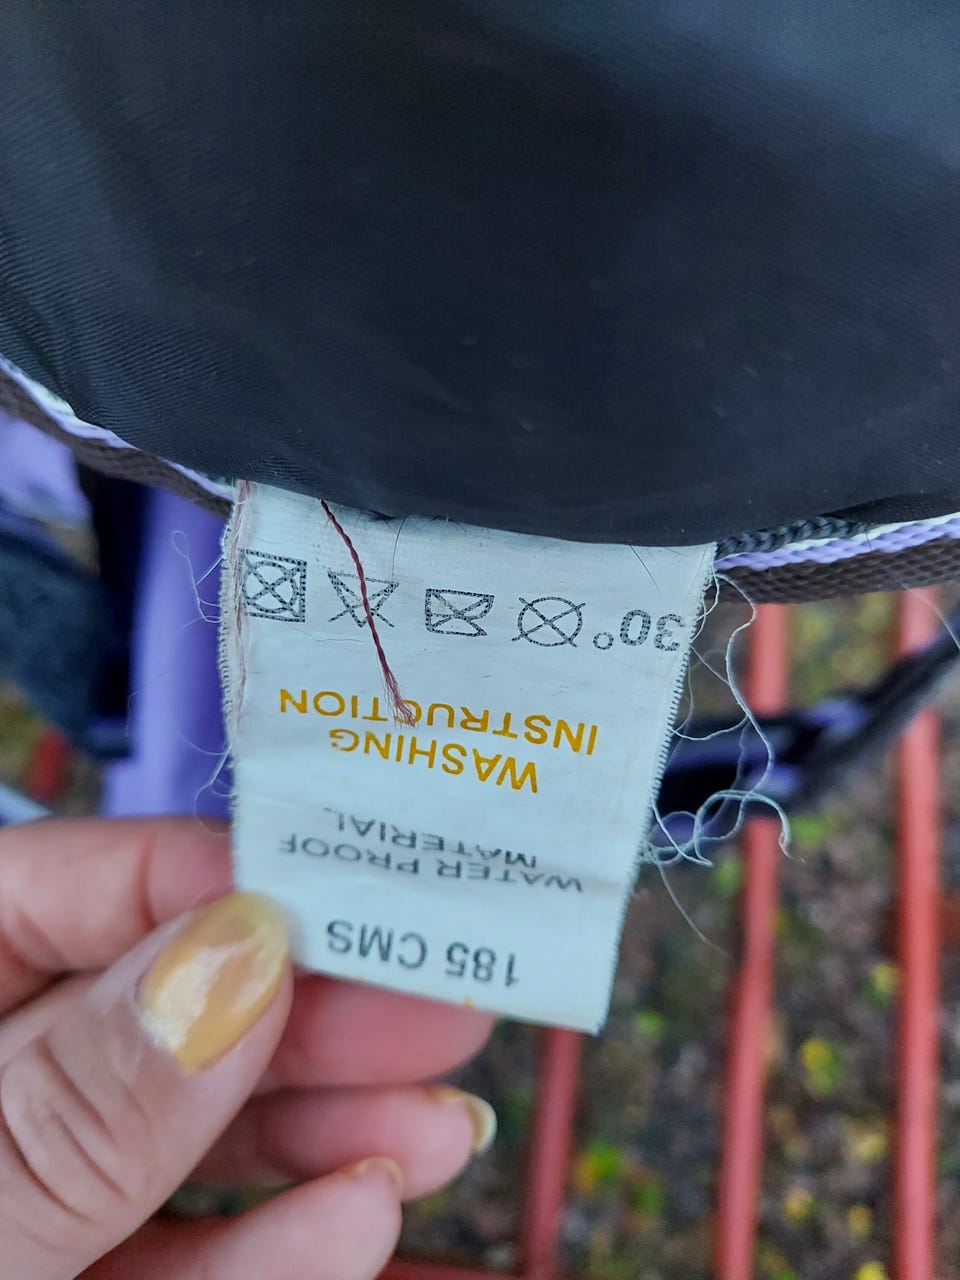 185 CMS
WATER PROOF
MATERIAL.
WASHING
INSTRUCTION
30°